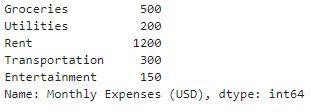 Groceries 500
Utilities 200
Rent 1200
Transportation 300
Entertainment 150
Name: Monthly Expenses (USD), dtype: int64